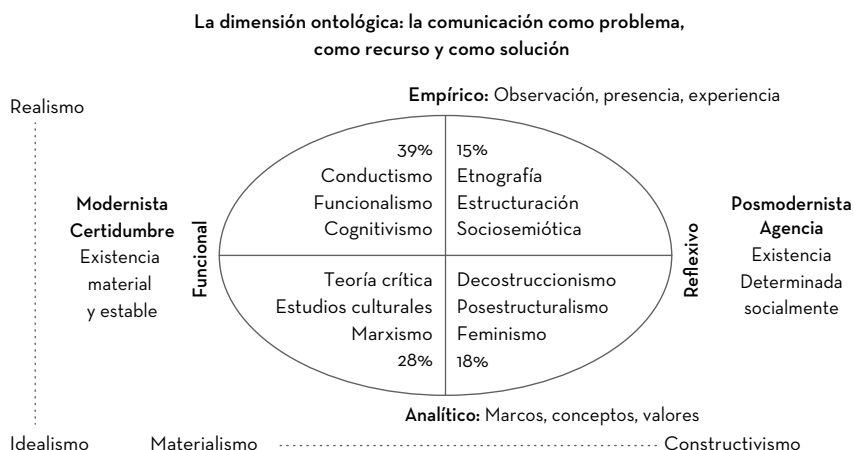 La dimensión ontológica: la comunicación como problema,
como recurso y como solución
Realismo
Empírico: Observación, presencia, experiencia
39%
Conductismo
Funcionalismo
Cognitivismo
15%
Etnografía
Estructuración
Sociosemiótica
Modernista
Certidumbre
Existencia
material
y estable
Funcional
Reflexivo
Posmodernista
Agencia
Existencia
Determinada
socialmente
Teoría crítica
Estudios culturales
Marxismo
28%
Decostruccionismo
Posestructuralismo
Feminismo
18%
Analítico: Marcos, conceptos, valores
Idealismo
Materialismo
Constructivismo